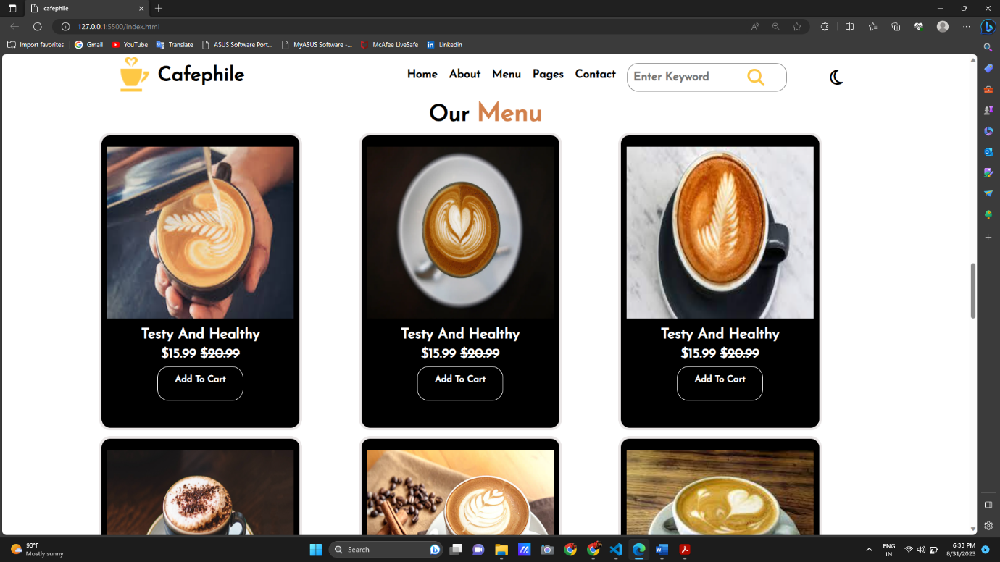 cafephile
127.0.0.1:5500/index.html
Import favorites Gmail YouTube Translate ASUS Software Port... MyASUS Software -... McAfee LiveSafe Linkedin
Cafephile Home About Menu Pages Contact Enter Keyword
Our Menu
Testy And Healthy Testy And Healthy Testy And Healthy
$15.99 $20.99 $15.99 $20.99 $15.99 $20.99
Add To Cart Add To Cart Add To Cart
93°F
Mostly sunny
Search
ENG
IN
6:33 PM
8/31/2023